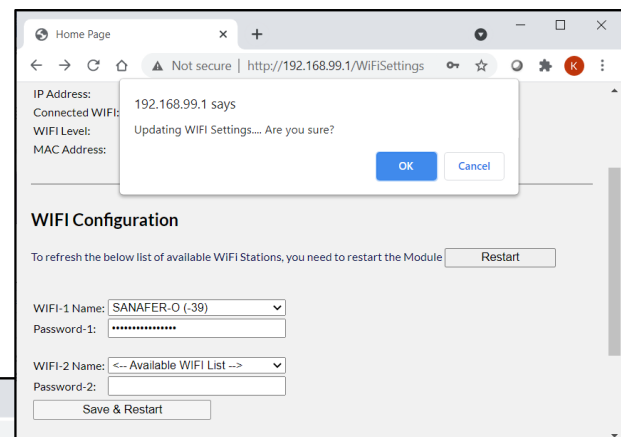 Home Page
Not secure | http://192.168.99.1/WiFiSettings
K
IP Address:
Connected WIFI:
WIFI Level:
MAC Address:
192.168.99.1 says
Updating WIFI Settings.... Are you sure?
OK Cancel
WIFI Configuration
To refresh the below list of available WiFi Stations, you need to restart the Module Restart
WIFI-1 Name: SANAFER-O (-39)
Password-1: ••••••••••••••••
WIFI-2 Name: <-- Available WIFI List -->
Password-2:
Save & Restart